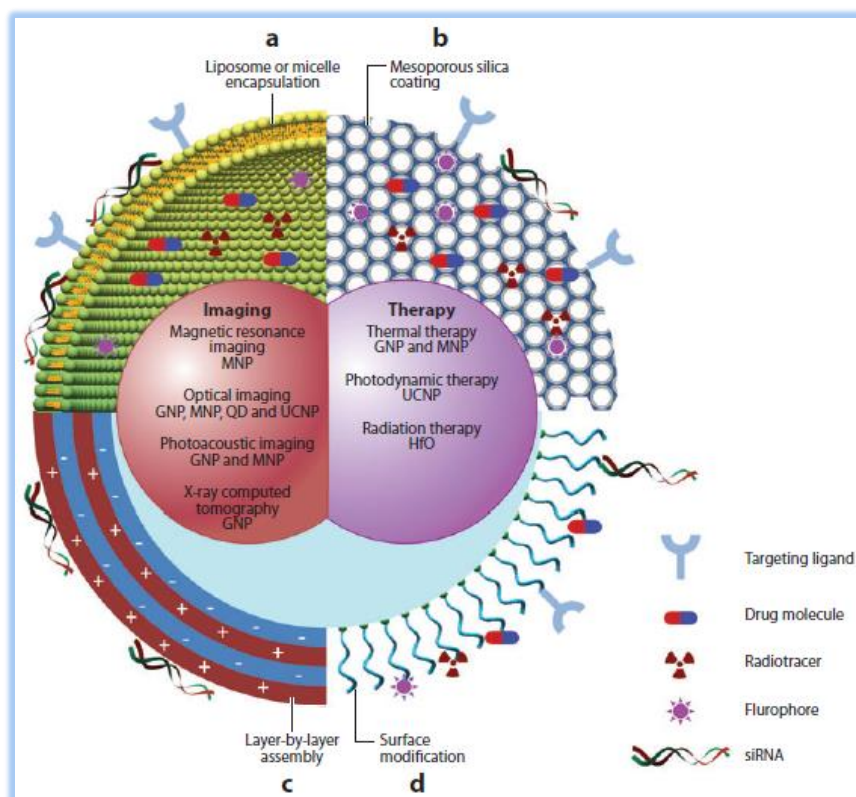 a
Liposome or micelle
encapsulation
b
Mesoporous silica
coating
Imaging
Magnetic resonance
imaging
MNP
Optical imaging
GNP, MNP, QD and UCNP
Photoacoustic imaging
GNP and MNP
X-ray computed
tomography
GNP
Therapy
Thermal therapy
GNP and MNP
Photodynamic therapy
UCNP
Radiation therapy
HfO
Targeting ligand
Drug molecule
Radiotracer
Flurophore
siRNA
Layer-by-layer
assembly
c
Surface
modification
d